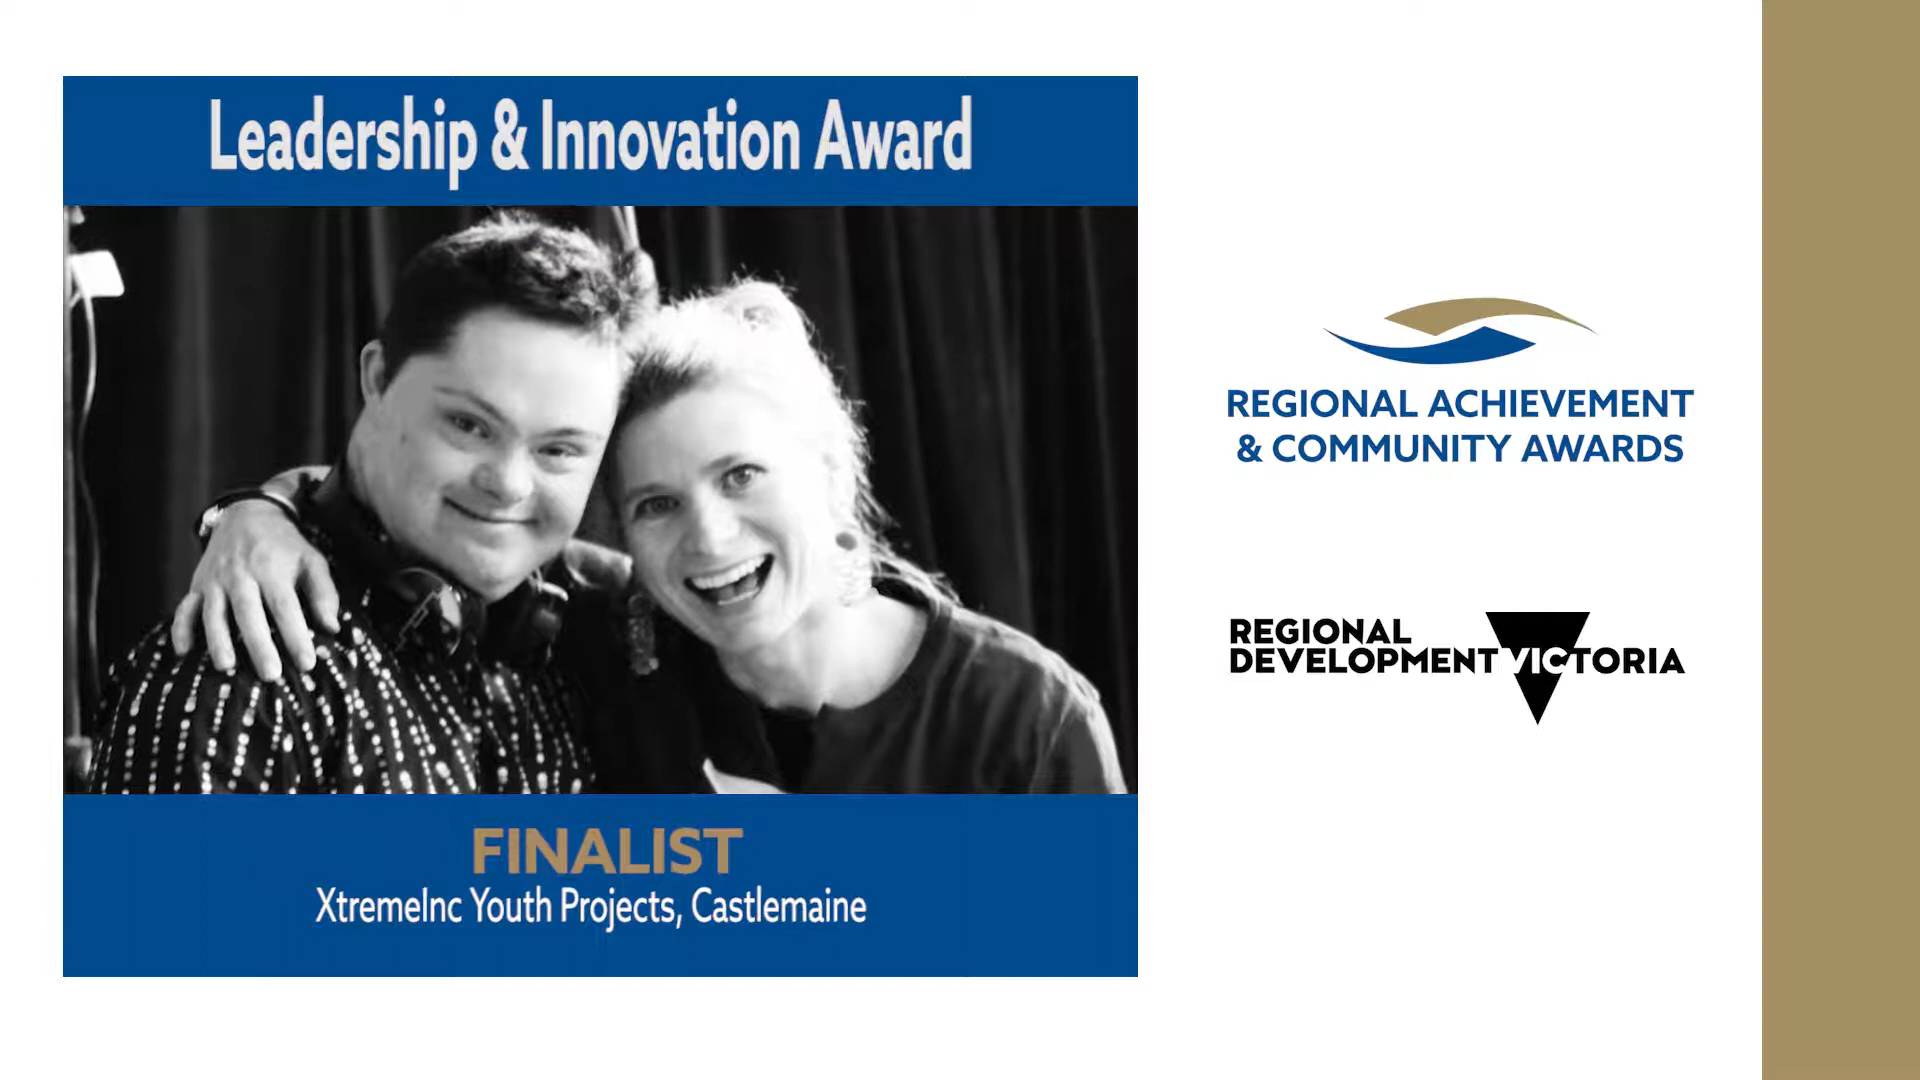 Leadership & Innovation Award
FINALIST
XtremeInc Youth Projects, Castlemaine
REGIONAL ACHIEVEMENT
& COMMUNITY AWARDS
REGIONAL
DEVELOPMENT VICTORIA